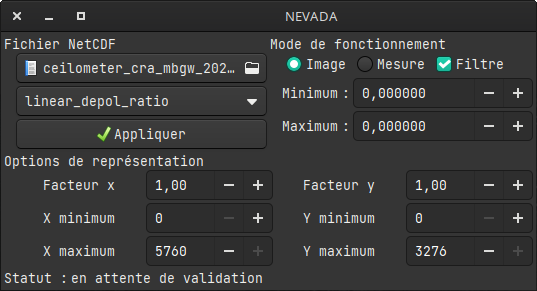 NEVADA
Fichier NetCDF
ceilometer_cra_mbgw_202…
linear_depol_ratio
Appliquer
Mode de fonctionnement
Image Mesure Filtre
Minimum : 0,000000
Maximum : 0,000000
Options de représentation
Facteur x 1,00 Facteur y 1,00
X minimum 0 Y minimum 0
X maximum 5760 Y maximum 3276
Statut : en attente de validation